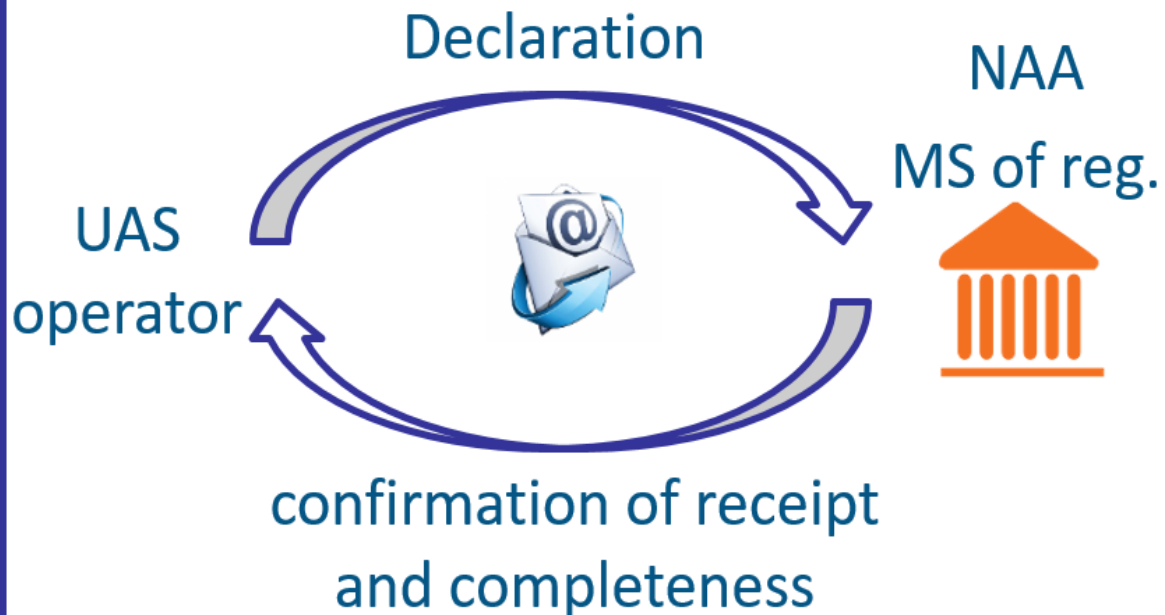 Declaration
NAA
MS of reg.
UAS
operator
@
confirmation of receipt
and completeness